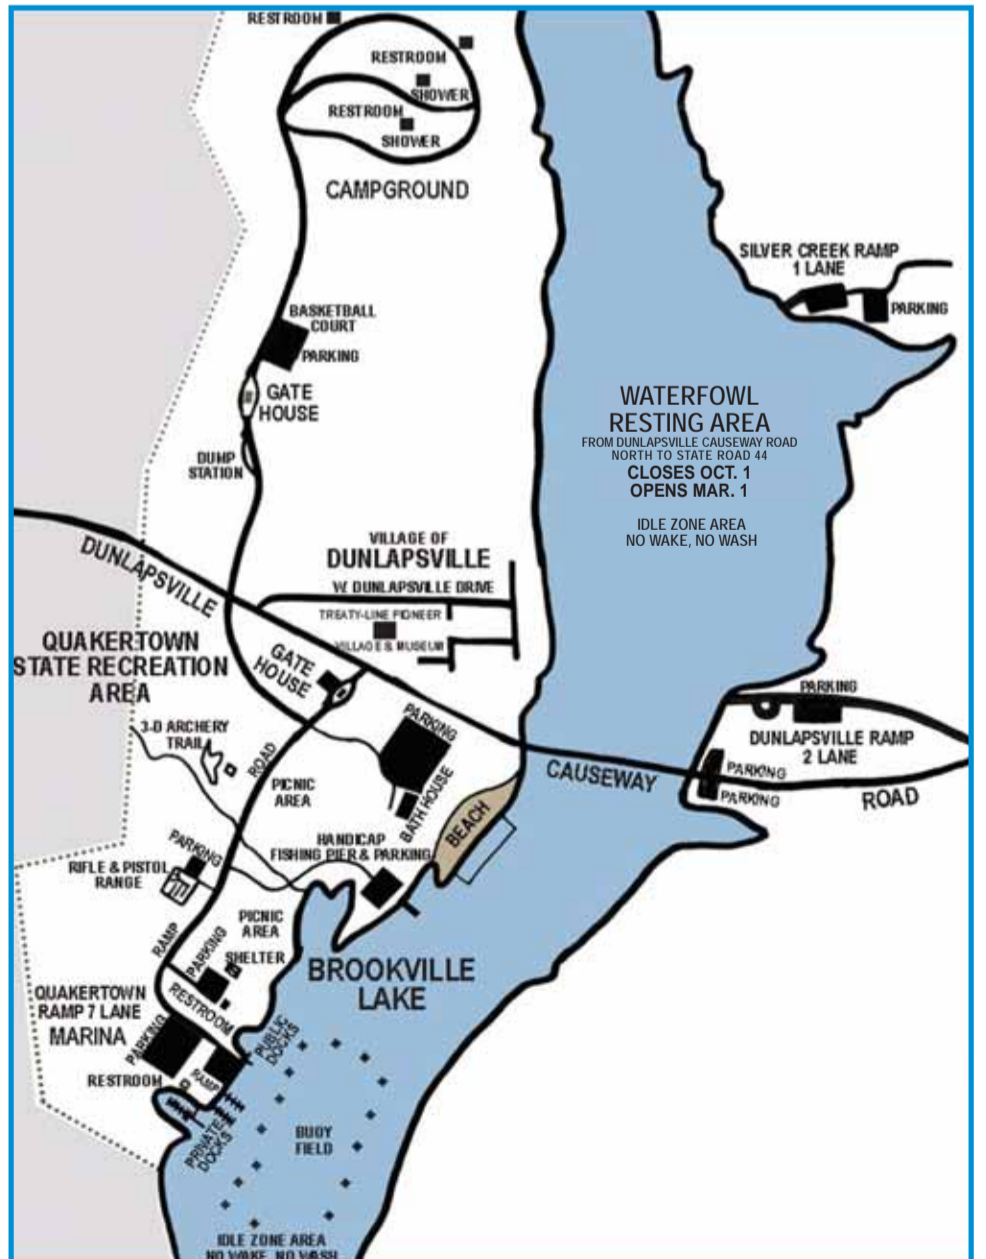 RESTROOM
RESTROOM
SHOWER
RESTROOM
SHOWER
CAMPGROUND
SILVER CREEK RAMP
1 LANE
PARKING
BASKETBALL
COURT
PARKING
GATE
HOUSE
DUMP
STATION
WATERFOWL
RESTING AREA
FROM DUNLAPSVILLE CAUSEWAY ROAD
NORTH TO STATE ROAD 44
CLOSES OCT. 1
OPENS MAR. 1
IDLE ZONE AREA
NO WAKE, NO WASH
VILLAGE OF
DUNLAPSVILLE
W. DUNLAPSVILLE DRIVE
TREATY-LINE PIONEER
VILLAGE & MUSEUM
DUNLAPSVILLE
QUAKERTOWN
STATE RECREATION
AREA
GATE
HOUSE
PARKING
3-D ARCHERY
TRAIL
ROAD
PICNIC
AREA
BATH HOUSE
BEACH
CAUSEWAY
PARKING
DUNLAPSVILLE RAMP
2 LANE
PARKING
PARKING
ROAD
HANDICAP
FISHING PIER & PARKING
PARKING
RIFLE & PISTOL
RANGE
PICNIC
AREA
RAMP
PARKING
SHELTER
RESTROOM
BROOKVILLE
LAKE
QUAKERTOWN
RAMP 7 LANE
MARINA
PARKING
RESTROOM
RAMP
PUBLIC
DOCKS
PRIVATE
DOCKS
BUOY
FIELD
IDLE ZONE AREA
NO WAKE, NO WASH